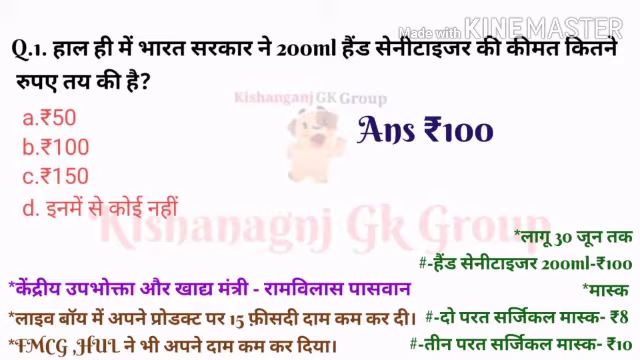 Made with KINEMASTER
Q.1. हाल ही में भारत सरकार ने 200ml हैंड सेनीटाइजर की कीमत कितने
रुपए तय की है?
Kishanganj GK Group
a.₹50
Ans ₹100
b.₹100
c.₹150
d. इनमें से कोई नहीं
Kishanagnj Gk Group
*लागू 30 जून तक
#-हैंड सेनीटाइजर 200ml-₹100
*केंद्रीय उपभोक्ता और खाद्य मंत्री - रामविलास पासवान
*मास्क
*लाइव बॉय में अपने प्रोडक्ट पर 15 फ़ीसदी दाम कम कर दी।
#-दो परत सर्जिकल मास्क- ₹8
*FMCG HUL ने भी अपने दाम कम कर दिया।
#-तीन परत सर्जिकल मास्क- ₹10